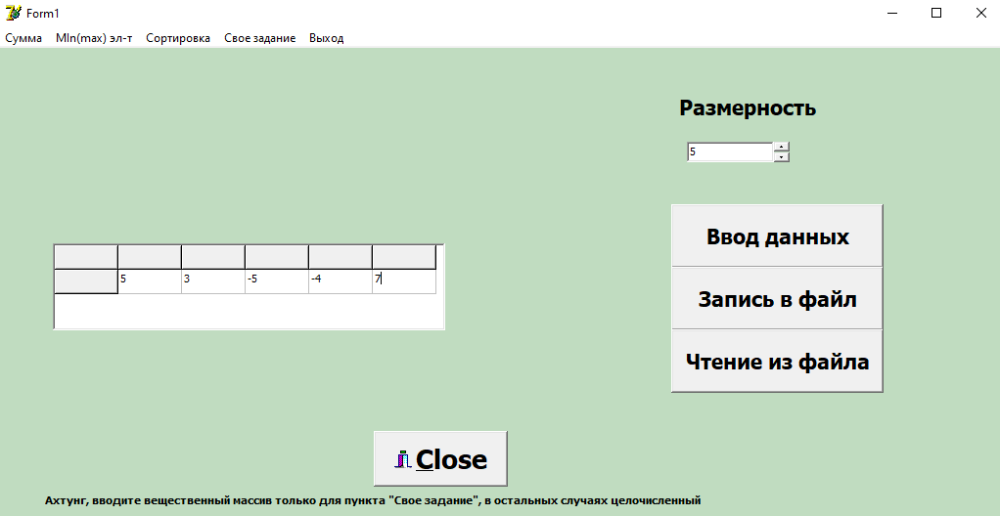 Form1
Сумма MIn(max) эл-т Сортировка Свое задание Выход
Размерность
5
Ввод данных
5 3 -5 -4 7
Запись в файл
Чтение из файла
Close
Ахтунг, вводите вещественный массив только для пункта "Свое задание", в остальных случаях целочисленный